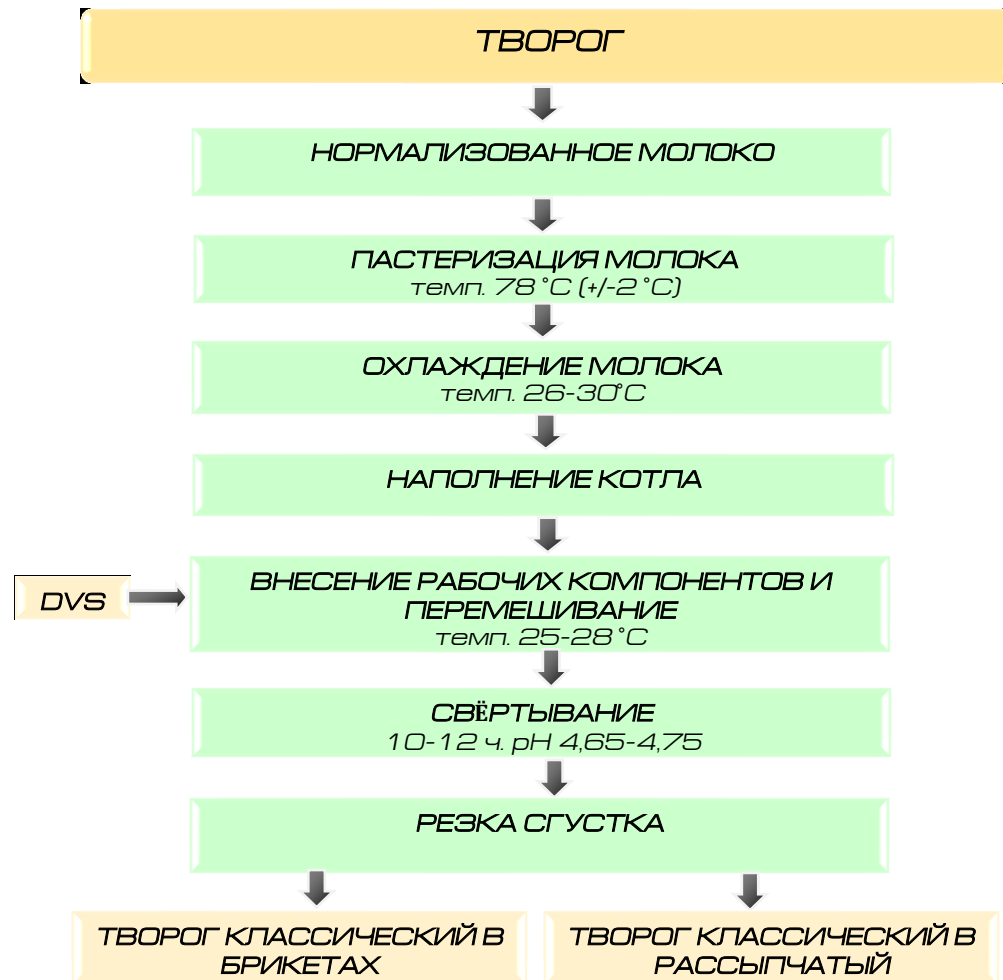 ТВОРОГ
НОРМАЛИЗОВАННОЕ МОЛОКО
ПАСТЕРИЗАЦИЯ МОЛОКА
темп. 78°С (+/-2°С)
ОХЛАЖДЕНИЕ МОЛОКА
темп. 26-30°С
НАПОЛНЕНИЕ КОТЛА
DVS
ВНЕСЕНИЕ РАБОЧИХ КОМПОНЕНТОВ И
ПЕРЕМЕШИВАНИЕ
темп. 25-28°С
СВЁРТЫВАНИЕ
10-12 ч. pH 4,65-4,75
РЕЗКА СГУСТКА
ТВОРОГ КЛАССИЧЕСКИЙ В
БРИКЕТАХ
ТВОРОГ КЛАССИЧЕСКИЙ В
РАССЫПЧАТЫЙ